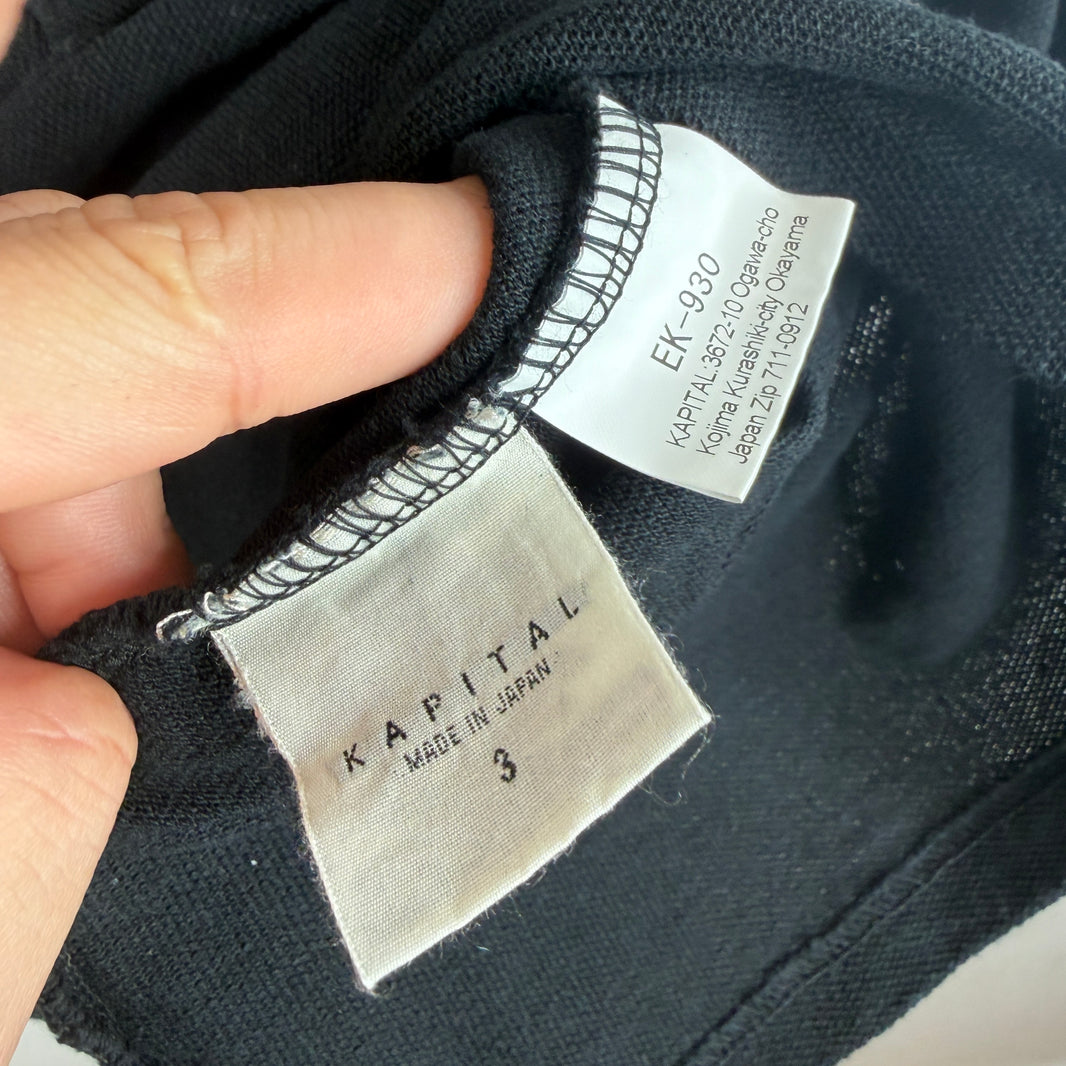 EK-930
KAPITAL:3672-10 Ogawa-cho
Kojima Kurashiki-city Okayama
Japan Zip 711-0912
KAPITAL
MADE IN JAPAN
3